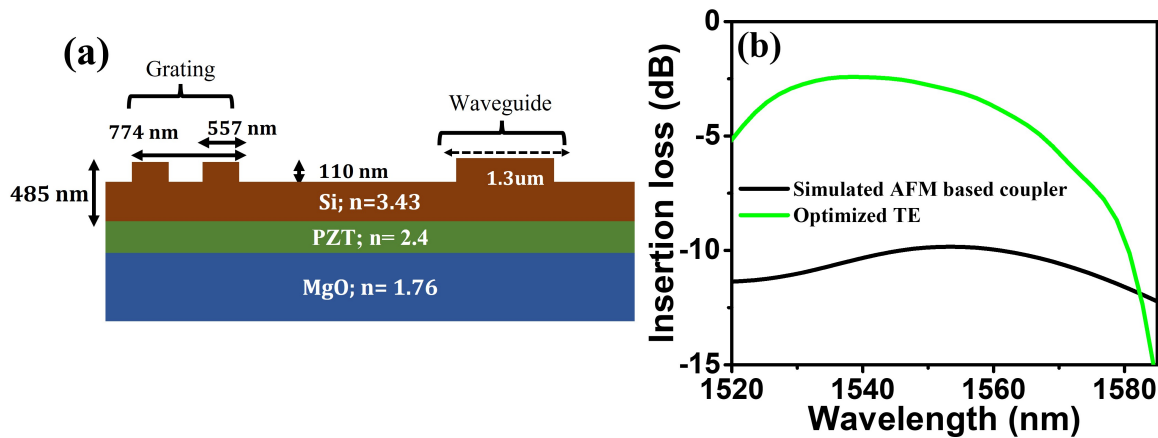 (a)
Grating
774 nm
557 nm
485 nm
110 nm
Waveguide
1.3um
Si; n=3.43
PZT; n= 2.4
MgO; n= 1.76
(b)
Insertion loss (dB)
0
-5
-10
-15
Simulated AFM based coupler
Optimized TE
1520
1540
1560
1580
Wavelength (nm)